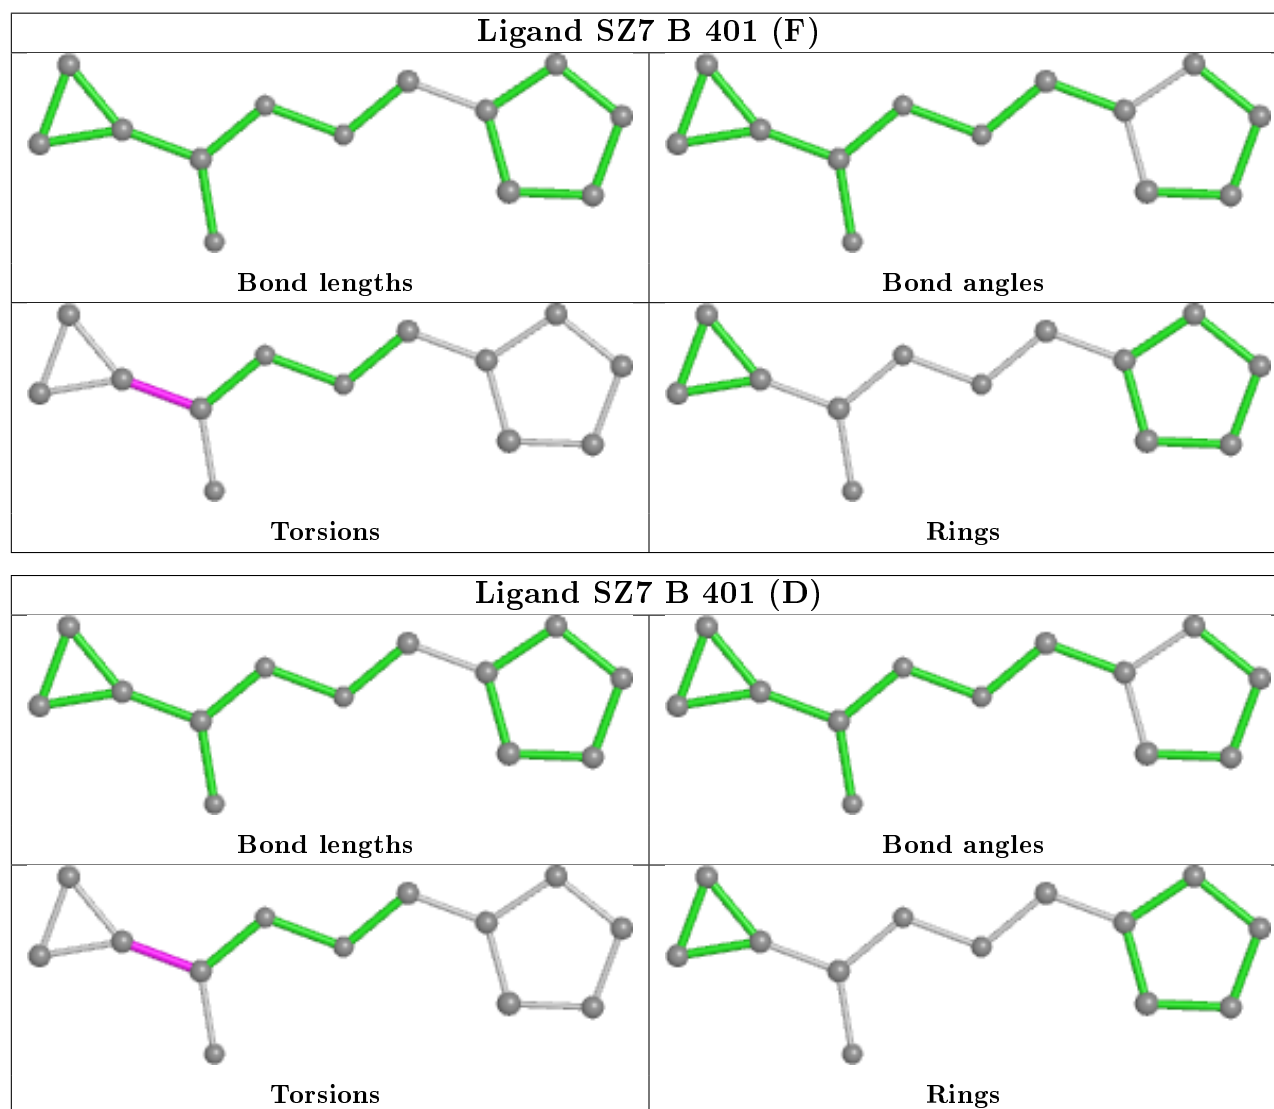 Ligand SZ7 B 401 (F)
Bond lengths
Bond angles
Torsions
Rings
Ligand SZ7 B 401 (D)
Bond lengths
Bond angles
Torsions
Rings